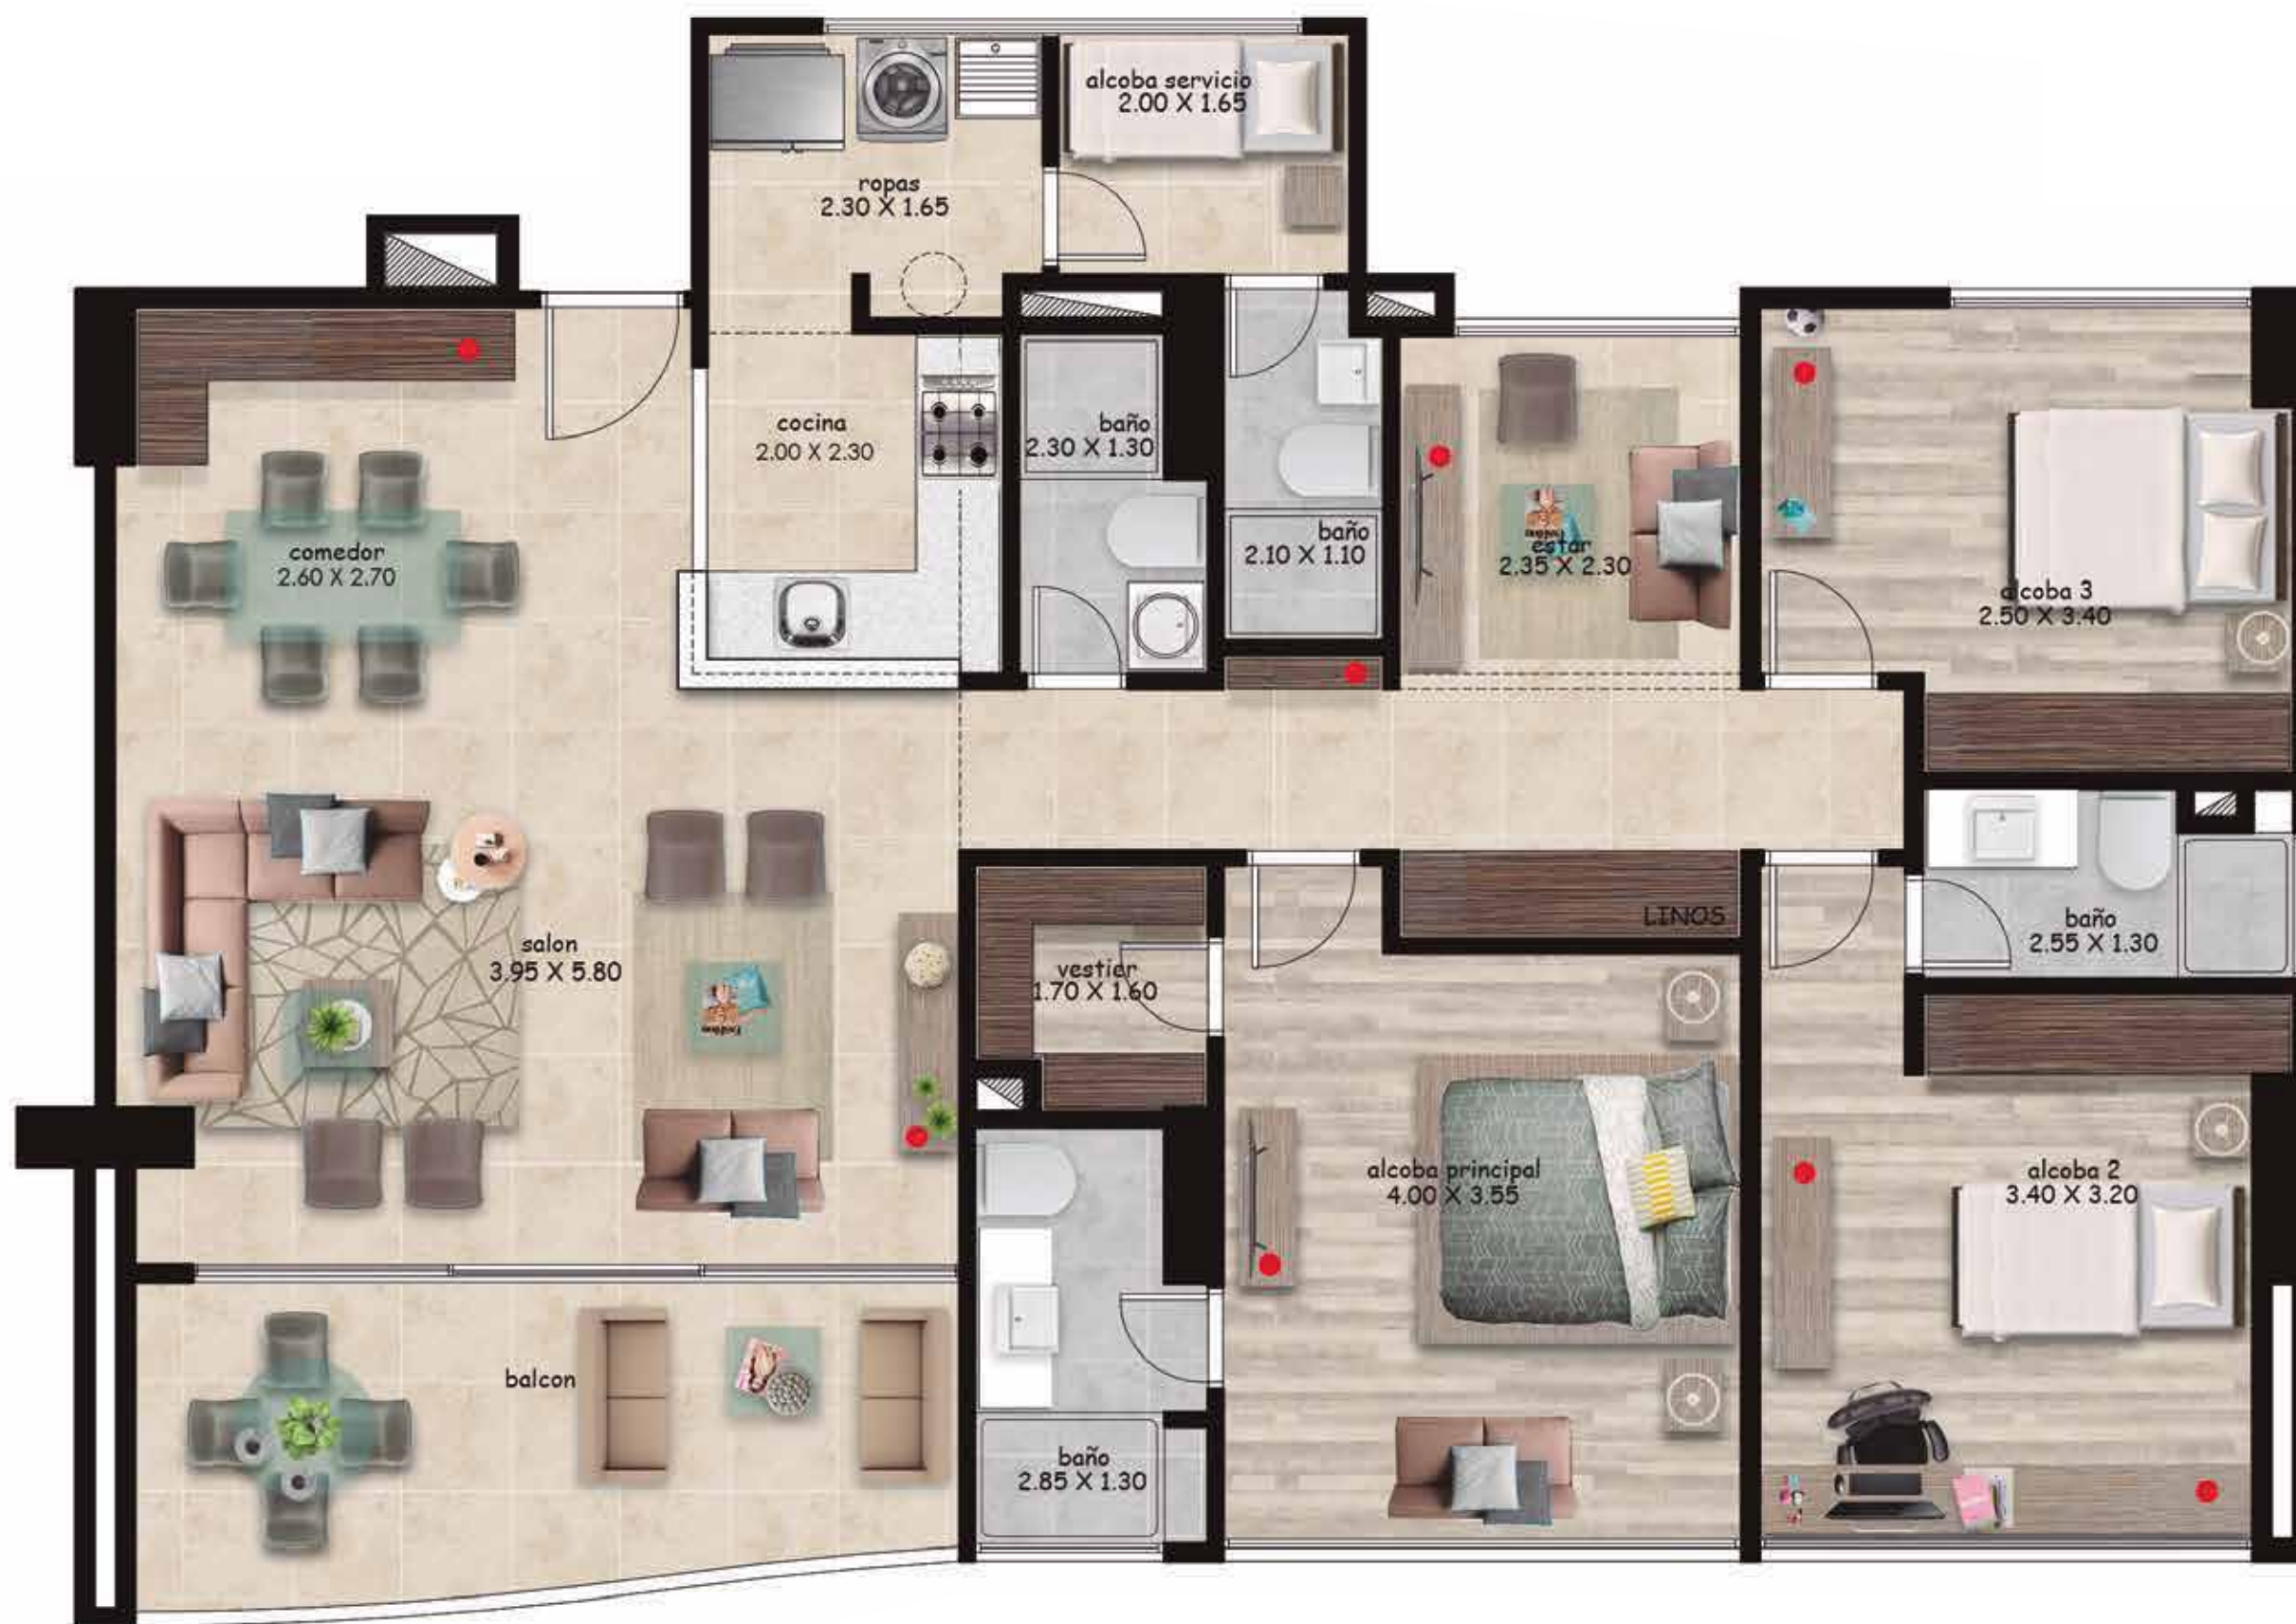 alcoba servicio
2.00 X 1.65
ropas
2.30 X 1.65
cocina
2.00 X 2.30
baño
2.30 X 1.30
baño
2.10 X 1.10
estar
2.35 X 2.30
alcoba 3
2.50 X 3.40
comedor
2.60 X 2.70
salon
3.95 X 5.80
vestier
1.70 X 1.60
LINOS
baño
2.55 X 1.30
alcoba principal
4.00 X 3.55
alcoba 2
3.40 X 3.20
balcon
baño
2.85 X 1.30